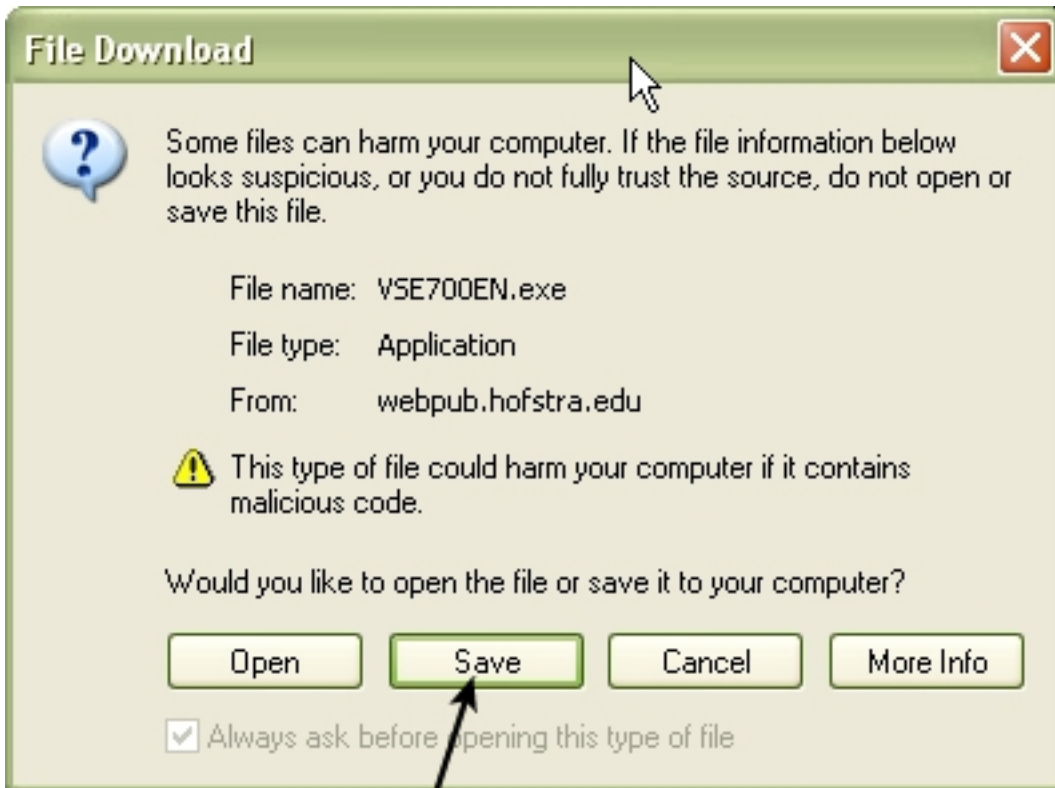 File Download
Some files can harm your computer. If the file information below
looks suspicious, or you do not fully trust the source, do not open or
save this file.
File name: VSE700EN.exe
File type: Application
From: webpub.hofstra.edu
This type of file could harm your computer if it contains
malicious code.
Would you like to open the file or save it to your computer?
Open Save Cancel More Info
Always ask before opening this type of file